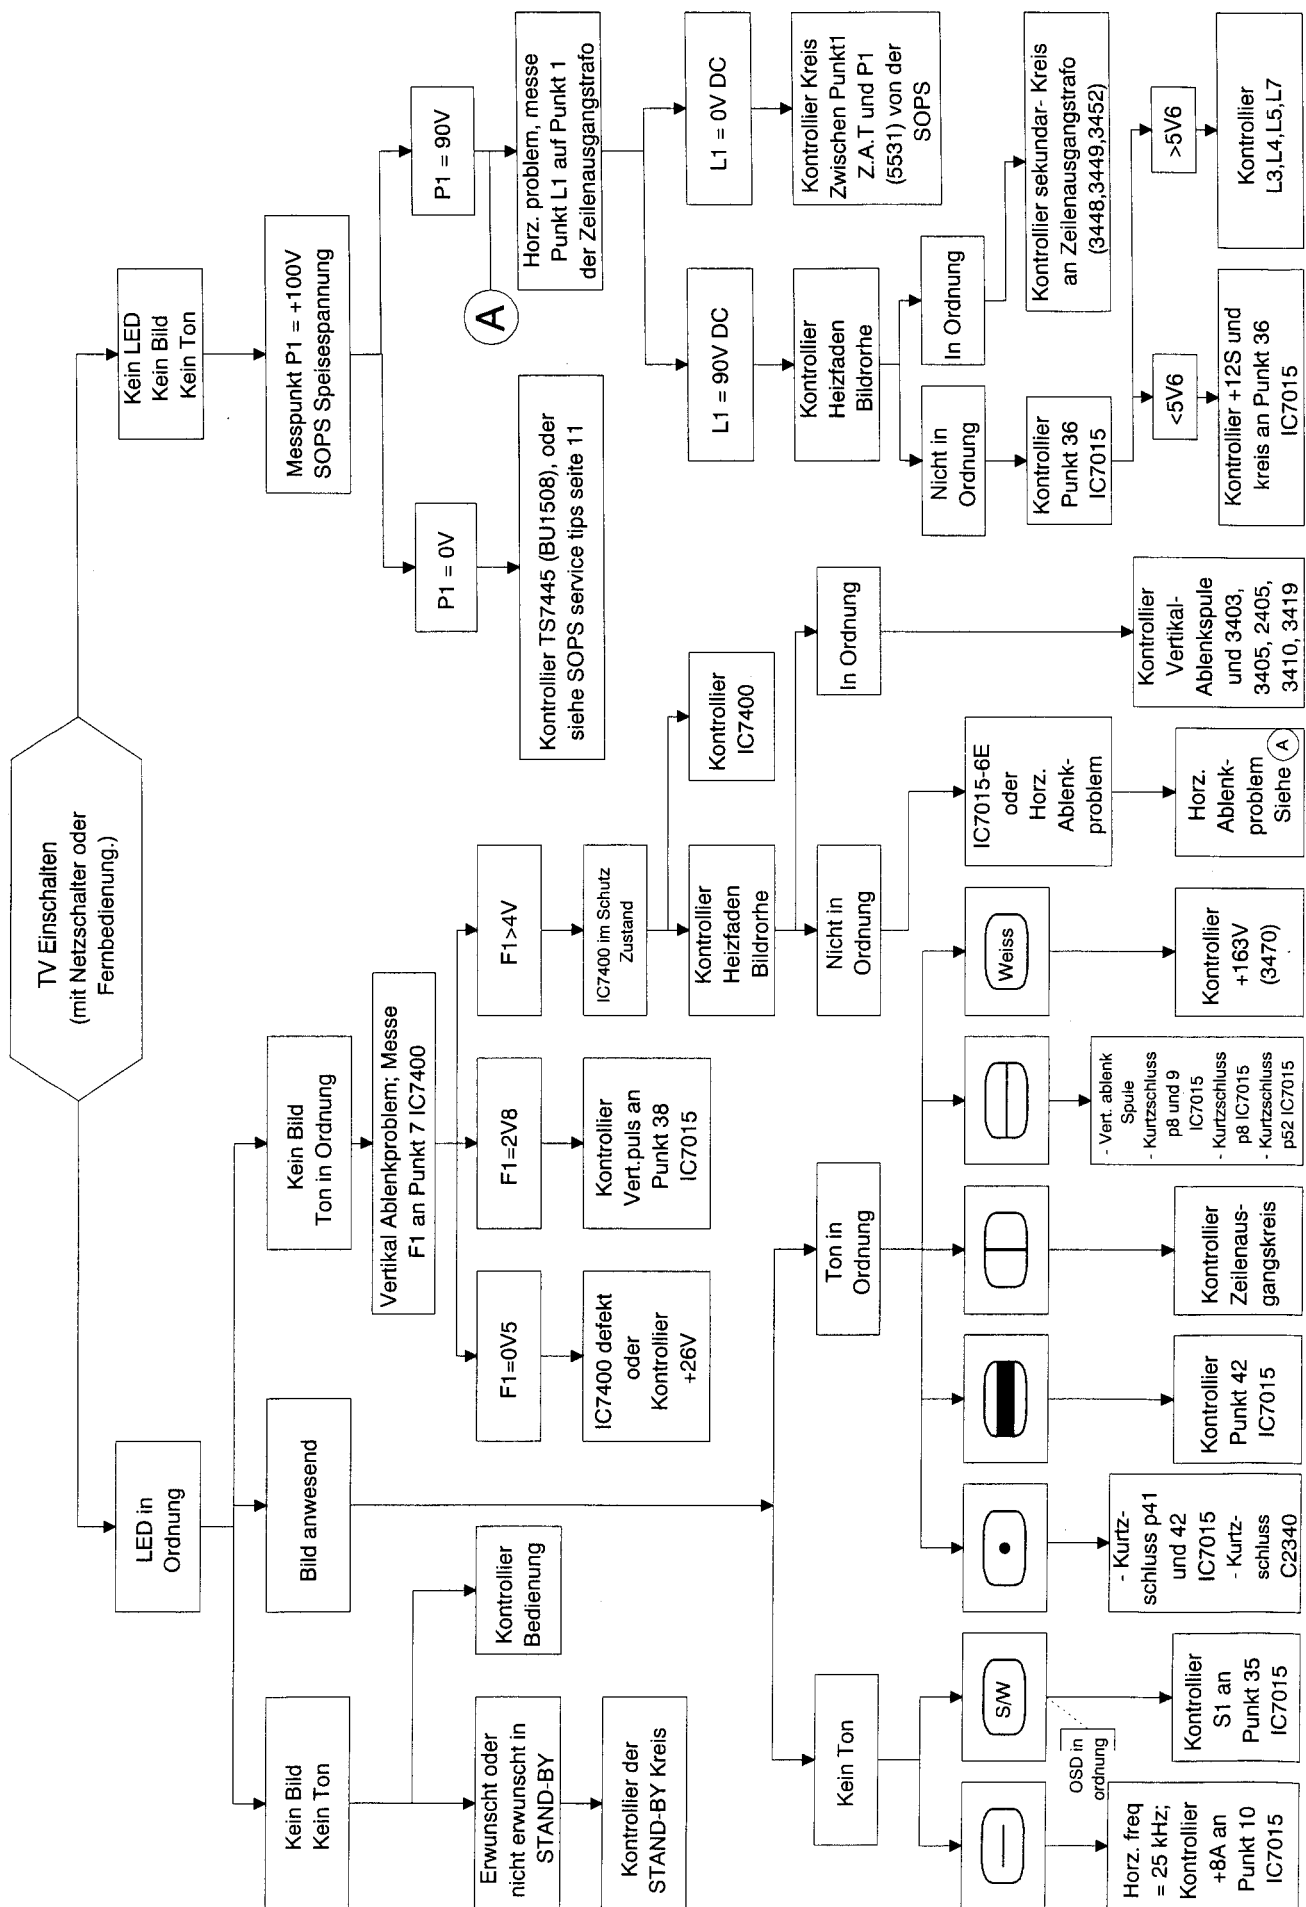 TV Einschalten
(mit Netzschalter oder
Fernbedienung.)
LED in
Ordnung
Kein LED
Kein Bild
Kein Ton
Kein Bild
Kein Ton
Bild anwesend
Kein Bild
Ton in Ordnung
Messpunkt P1 = +100V
SOPS Speisespannung
Vertikal Ablenkproblem; Messe
F1 an Punkt 7 IC7400
P1 = 0V
P1 = 90V
A
Erwunscht oder
nicht erwunscht in
STAND-BY
Kontrollier
Bedienung
F1=0V5
F1=2V8
F1>4V
Kontrollier TS7445 (BU1508), oder
siehe SOPS service tips seite 11
Horz. problem, messe
Punkt L1 auf Punkt 1
der Zeilenausgangstrafo
Kontrollier der
STAND-BY Kreis
IC7400 defekt
oder
Kontrollier
+26V
Kontrollier
Vert.puls an
Punkt 38
IC7015
IC7400 im Schutz
Zustand
Kontrollier
Heizfaden
Bildrorhe
Kontrollier
IC7400
L1 = 90V DC
L1 = 0V DC
Kontrollier
Heizfaden
Bildrorhe
Kontrollier Kreis
Zwischen Punkt1
Z.A.T und P1
(5531) von der
SOPS
Kein Ton
Ton in
Ordnung
Nicht in
Ordnung
In Ordnung
Nicht in
Ordnung
In Ordnung
S/W
Weiss
IC7015-6E
oder
Horz.
Ablenk-
problem
Kontrollier
Punkt 36
IC7015
Kontrollier sekundar- Kreis
an Zeilenausgangstrafo
(3448,3449,3452)
OSD in
ordnung
Horz. freq
= 25 kHz;
Kontrollier
+8A an
Punkt 10
IC7015
Kontrollier
S1 an
Punkt 35
IC7015
- Kurtz-
schluss p41
und 42
IC7015
- Kurtz-
schluss
C2340
Kontrollier
Punkt 42
IC7015
Kontrollier
Zeilenaus-
gangskreis
- Vert. ablenk
Spule
- Kurtzschluss
p8 und 9
IC7015
- Kurtzschluss
p8 IC7015
- Kurtzschluss
p52 IC7015
Kontrollier
+163V
(3470)
Horz.
Ablenk-
problem
Siehe A
Kontrollier
Vertikal-
Ablenkspule
und 3403,
3405, 2405,
3410, 3419
<5V6
>5V6
Kontrollier +12S und
kreis an Punkt 36
IC7015
Kontrollier
L3,L4,L5,L7